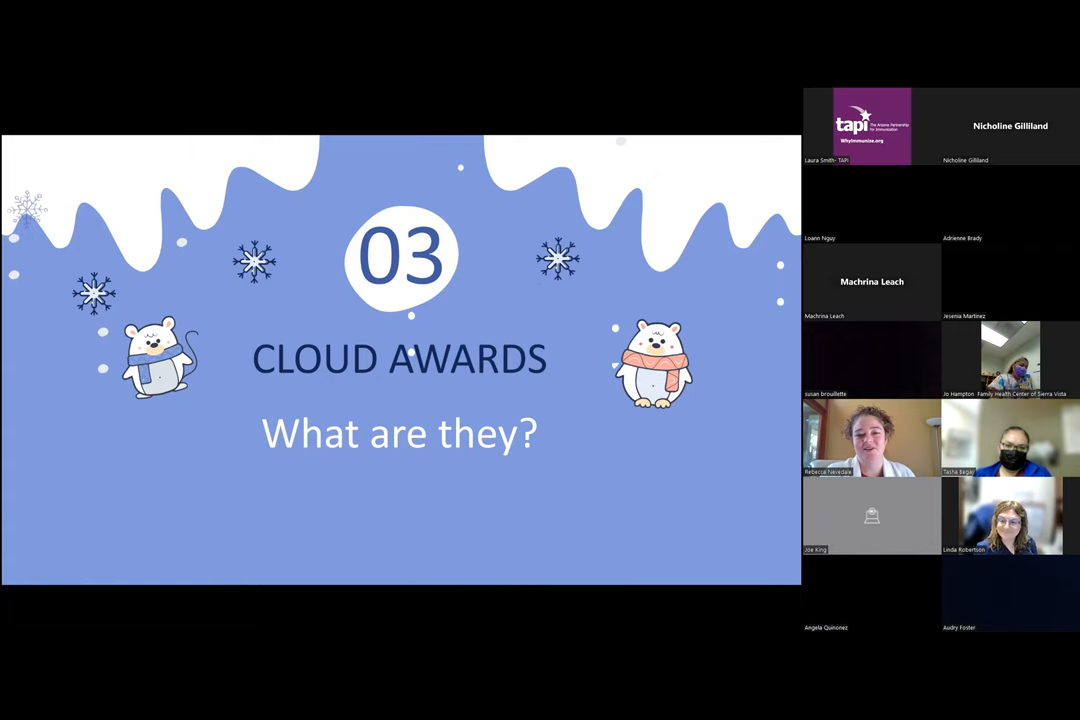 03
CLOUD AWARDS
What are they?
tapi
The Arizona Partnership
for Immunization
WhyImmunize.org
Laura Smith- TAPI
Nicholine Gilliland
Nicholine Gilliland
Loann Nguy
Adrienne Brady
Machrina Leach
Machrina Leach
Jesenia Martinez
susan brouillette
Jo Hampton Family Health Center of Sierra Vista
Rebecca Nevedale
Tasha Begay
Joe King
Linda Robertson
Angela Quinonez
Audry Foster